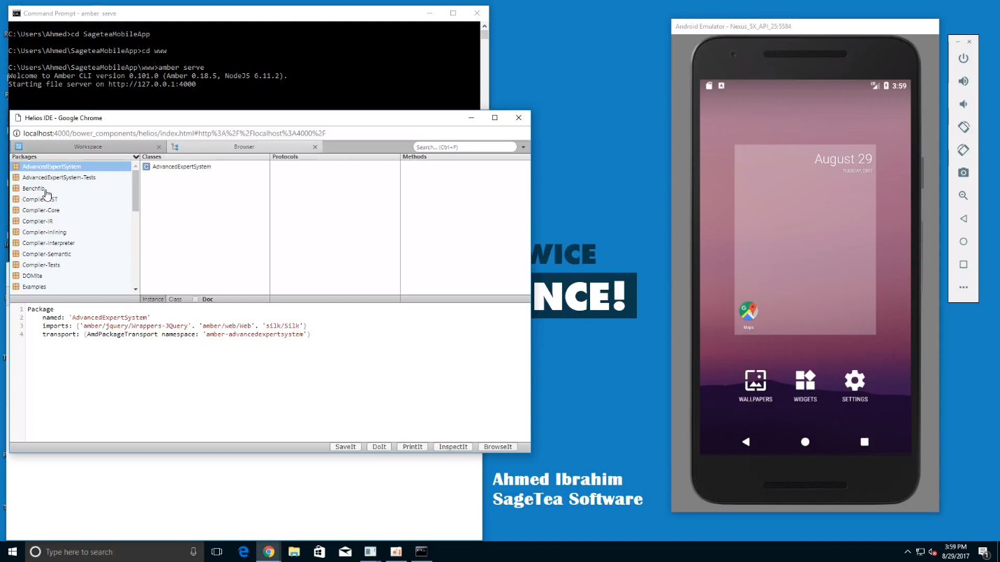 Command Prompt - amber serve
C:\Users\Ahmed>cd SageteaMobileApp
C:\Users\Ahmed\SageteaMobileApp>cd www
C:\Users\Ahmed\SageteaMobileApp\www>amber serve
Welcome to Amber CLI version 0.101.0 (Amber 0.18.5, NodeJS 6.11.2).
Starting file server on http://127.0.0.1:4000
Helios IDE - Google Chrome
localhost:4000/bower_components/helios/index.html#http%3A%2F%2Flocalhost%3A4000%2F
Workspace
Browser
Search... (Ctrl+F)
Packages
Classes
Protocols
Methods
AdvancedExpertSystem
AdvancedExpertSystem-Tests
Compiler-Core
Compiler-IR
Compiler-Inlining
Compiler-Interpreter
Compiler-Semantic
Compiler-Tests
DOMite
Examples
AdvancedExpertSystem
Instance
Class
Doc
1 Package
2 named: 'AdvancedExpertSystem'
3 imports: {'amber/jquery/Wrappers-JQuery'. 'amber/web/Web'. 'silk/Silk'}
4 transport: (AmdPackageTransport namespace: 'amber-advancedexpertsystem')
SaveIt
DoIt
PrintIt
InspectIt
BrowseIt
NCE!
Ahmed Ibrahim
SageTea Software
Android Emulator - Nexus_5X_API_25:5584
3:59
August 29
TUESDAY, 2017
Maps
WALLPAPERS
WIDGETS
SETTINGS
Type here to search
3:59 PM
8/29/2017